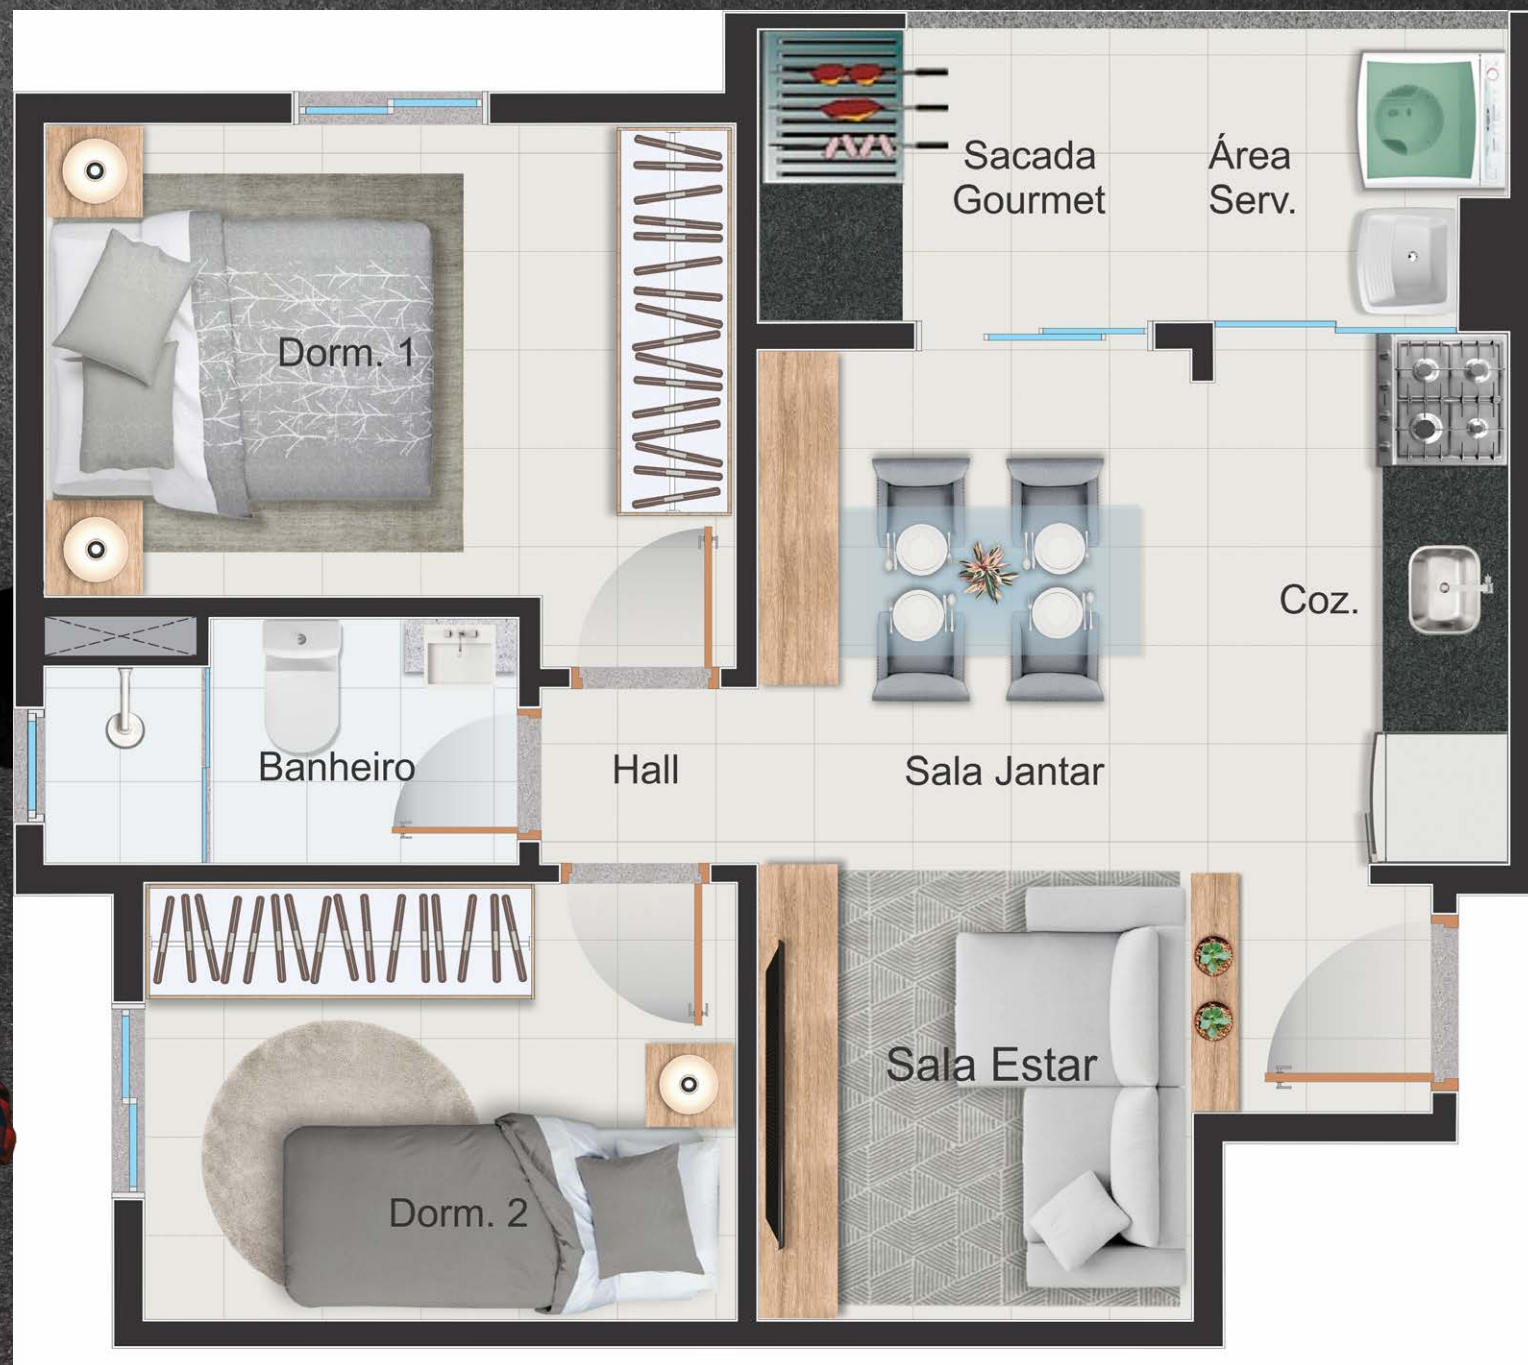 Sacada
Gourmet
Área
Serv.
Dorm. 1
Coz.
Banheiro
Hall
Sala Jantar
Sala Estar
Dorm. 2